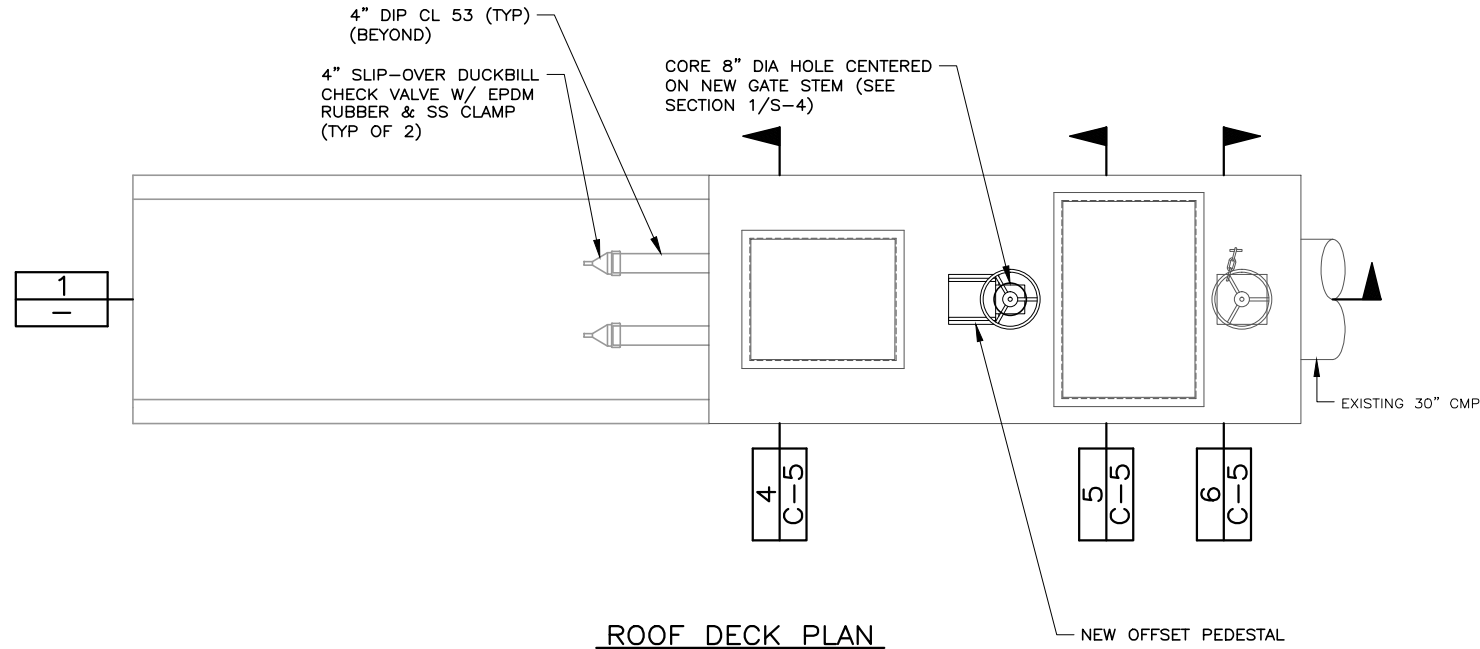 4” DIP CL 53 (TYP)
(BEYOND)
4” SLIP-OVER DUCKBILL
CHECK VALVE W/ EPDM
RUBBER & SS CLAMP
(TYP OF 2)
CORE 8” DIA HOLE CENTERED
ON NEW GATE STEM (SEE
SECTION 1/S-4)
1
-
EXISTING 30” CMP
4
C-5
5
C-5
6
C-5
NEW OFFSET PEDESTAL
ROOF DECK PLAN